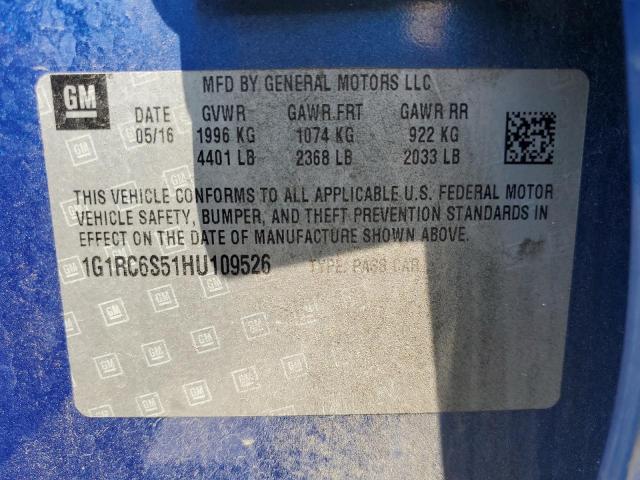 GM
MFD BY GENERAL MOTORS LLC
DATE GVWR GAWR FRT GAWR RR
05/16 1996 KG 1074 KG 922 KG
4401 LB 2368 LB 2033 LB
THIS VEHICLE CONFORMS TO ALL APPLICABLE U.S. FEDERAL MOTOR
VEHICLE SAFETY, BUMPER, AND THEFT PREVENTION STANDARDS IN
EFFECT ON THE DATE OF MANUFACTURE SHOWN ABOVE.
1G1RC6S51HU109526 TYPE: PASS CAR